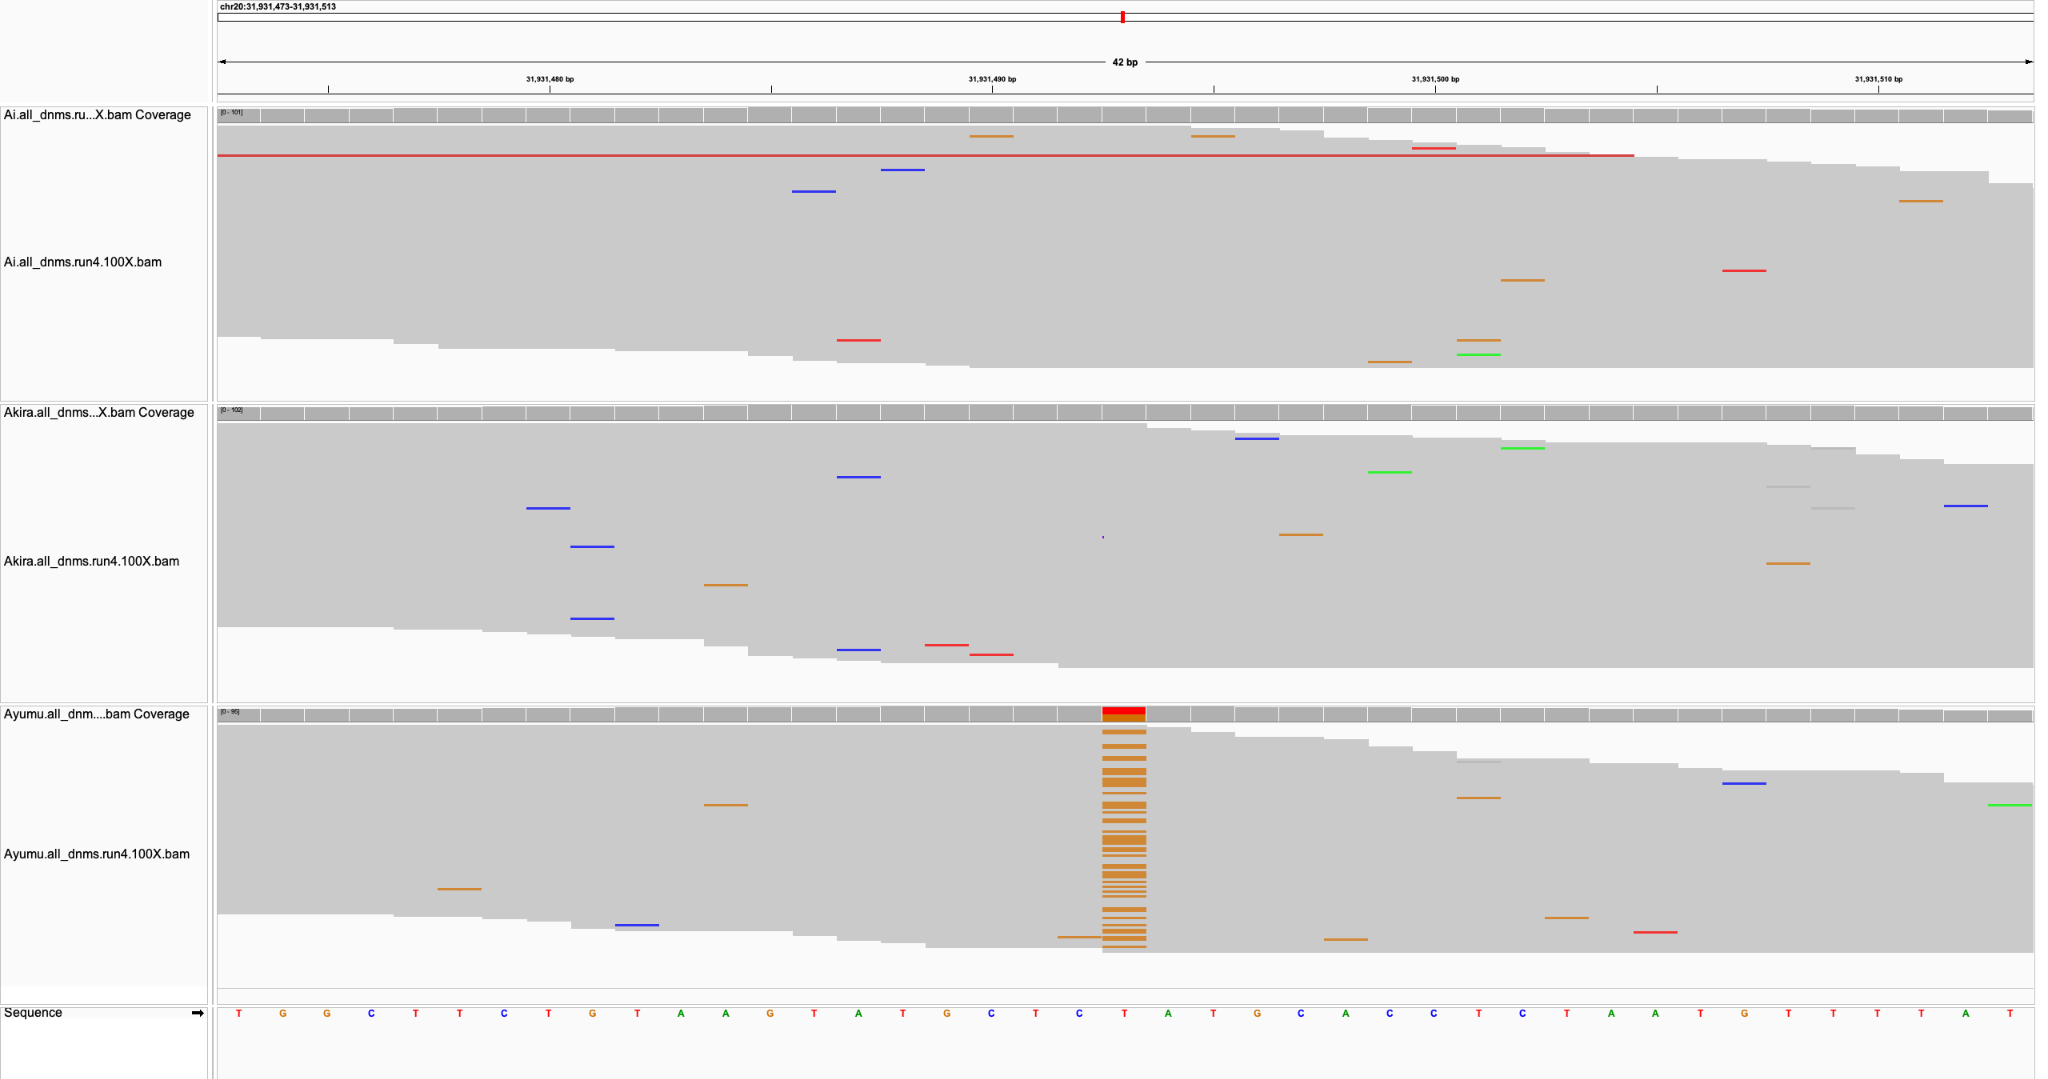 chr20:31,931,473-31,931,513
42 bp
31,931,480 bp 31,931,490 bp 31,931,500 bp 31,931,510 bp
Ai.all_dnms.ru...X.bam Coverage
[0 - 101]
Ai.all_dnms.run4.100X.bam
Akira.all_dnms...X.bam Coverage
[0 - 102]
Akira.all_dnms.run4.100X.bam
Ayumu.all_dnm....bam Coverage
[0 - 95]
Ayumu.all_dnms.run4.100X.bam
Sequence T G G C T T C T G T A A G T A T G C T C T A T G C A C C T C T A A T G T T T T A T